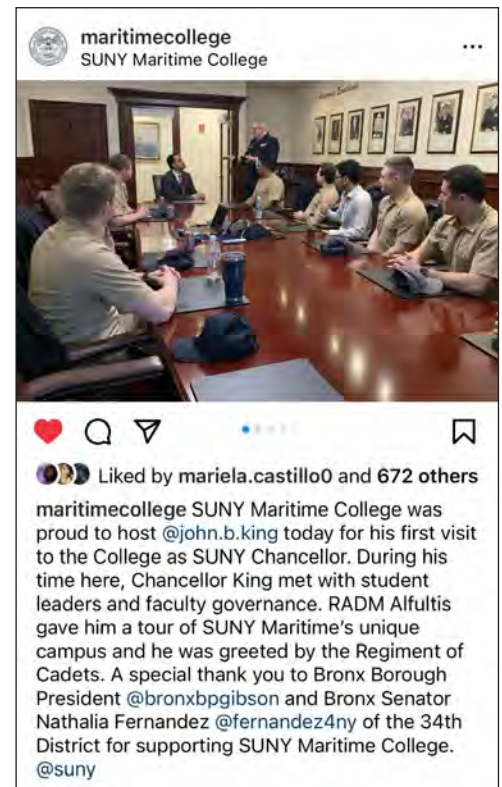 maritimecollege
SUNY Maritime College
Liked by mariela.castillo0 and 672 others
maritimecollege SUNY Maritime College was
proud to host @john.b.king today for his first visit
to the College as SUNY Chancellor. During his
time here, Chancellor King met with student
leaders and faculty governance. RADM Alfultis
gave him a tour of SUNY Maritime's unique
campus and he was greeted by the Regiment of
Cadets. A special thank you to Bronx Borough
President @bronxbpgibson and Bronx Senator
Nathalia Fernandez @fernandez4ny of the 34th
District for supporting SUNY Maritime College.
@suny